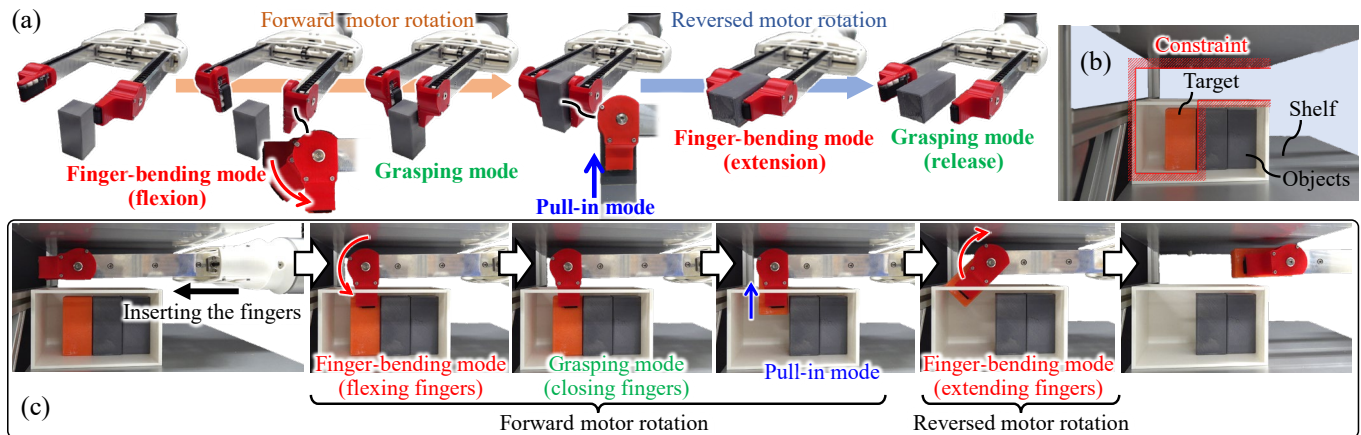 (a)
Forward motor rotation
Reversed motor rotation
Finger-bending mode
(flexion)
Grasping mode
Pull-in mode
Finger-bending mode
(extension)
Grasping mode
(release)
(b)
Constraint
Target
Shelf
Objects
Inserting the fingers
Finger-bending mode
(flexing fingers)
Grasping mode
(closing fingers)
Pull-in mode
Finger-bending mode
(extending fingers)
(c)
Forward motor rotation
Reversed motor rotation